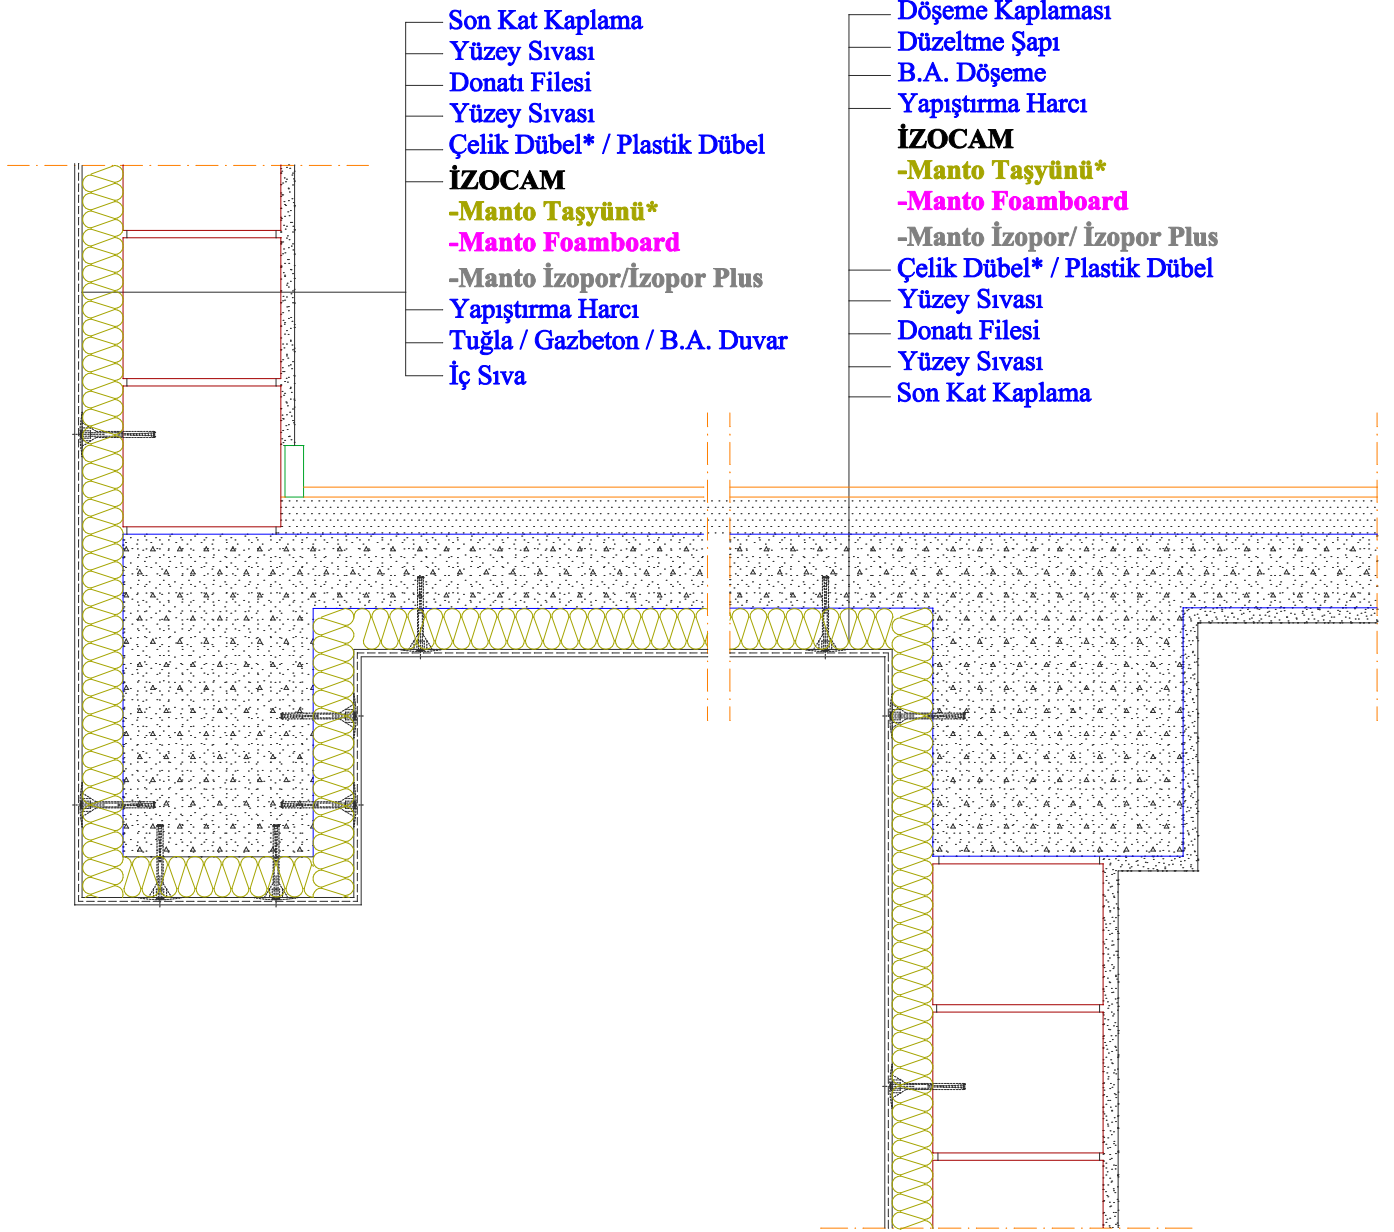 Son Kat Kaplama
Yüzey Sıvası
Donatı Filesi
Yüzey Sıvası
Çelik Dübel* / Plastik Dübel
İZOCAM
-Manto Taşyünü*
-Manto Foamboard
-Manto İzopor/İzopor Plus
Yapıştırma Harcı
Tuğla / Gazbeton / B.A. Duvar
İç Sıva
Döşeme Kaplaması
Düzeltme Şapı
B.A. Döşeme
Yapıştırma Harcı
İZOCAM
-Manto Taşyünü*
-Manto Foamboard
-Manto İzopor/ İzopor Plus
Çelik Dübel* / Plastik Dübel
Yüzey Sıvası
Donatı Filesi
Yüzey Sıvası
Son Kat Kaplama